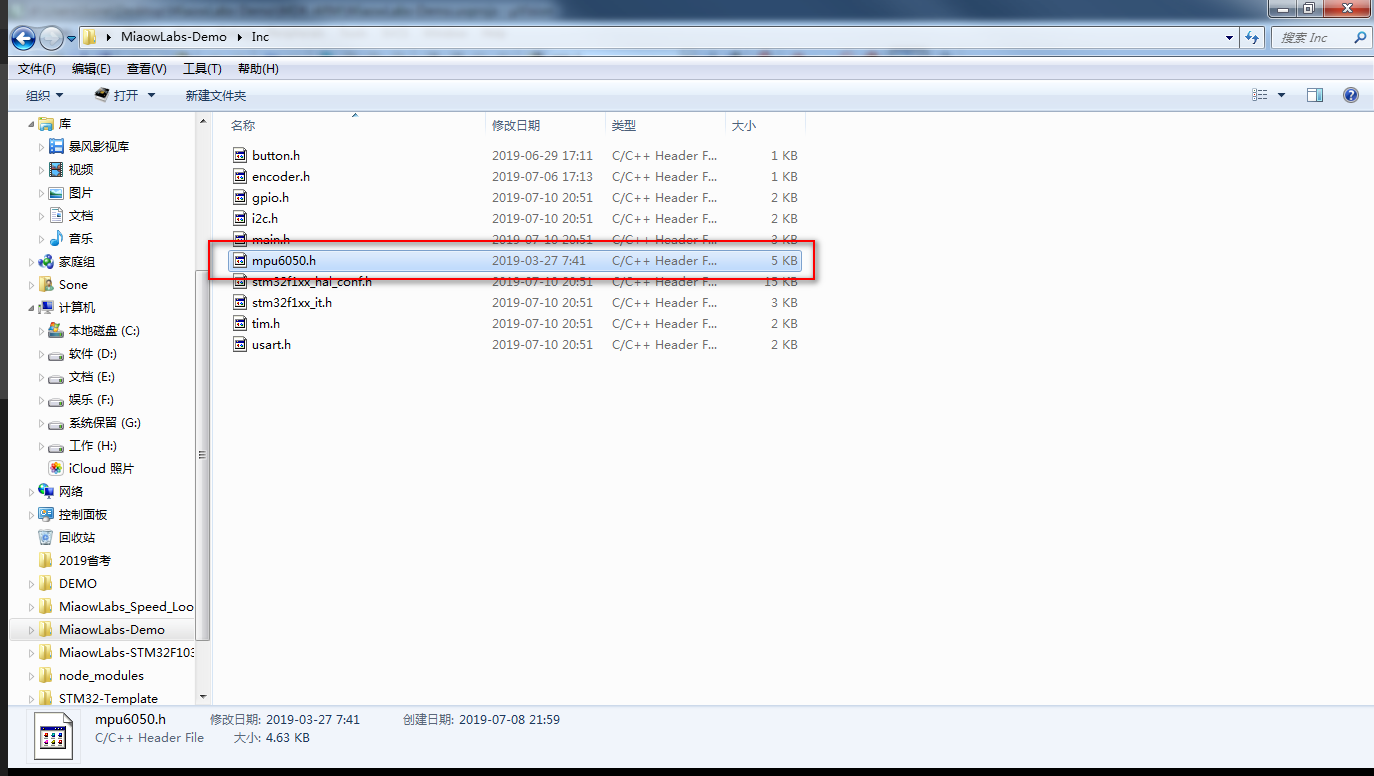 MiaowLabs-Demo Inc
搜索 Inc
文件(F) 编辑(E) 查看(V) 工具(T) 帮助(H)
组织 打开 新建文件夹
名称 修改日期 类型 大小
button.h 2019-06-29 17:11 C/C++ Header F... 1 KB
encoder.h 2019-07-06 17:13 C/C++ Header F... 1 KB
gpio.h 2019-07-10 20:51 C/C++ Header F... 2 KB
i2c.h 2019-07-10 20:51 C/C++ Header F... 2 KB
main.h 2019-07-10 20:51 C/C++ Header F... 3 KB
mpu6050.h 2019-03-27 7:41 C/C++ Header F... 5 KB
stm32f1xx_hal_conf.h 2019-07-10 20:51 C/C++ Header F... 15 KB
stm32f1xx_it.h 2019-07-10 20:51 C/C++ Header F... 3 KB
tim.h 2019-07-10 20:51 C/C++ Header F... 2 KB
usart.h 2019-07-10 20:51 C/C++ Header F... 2 KB
库
暴风影视库
视频
图片
文档
音乐
家庭组
Sone
计算机
本地磁盘 (C:)
软件 (D:)
文档 (E:)
娱乐 (F:)
系统保留 (G:)
工作 (H:)
iCloud 照片
网络
控制面板
回收站
2019省考
DEMO
MiaowLabs_Speed_Loo
MiaowLabs-Demo
MiaowLabs-STM32F103
node_modules
STM32-Template
mpu6050.h 修改日期: 2019-03-27 7:41 创建日期: 2019-07-08 21:59
C/C++ Header File 大小: 4.63 KB